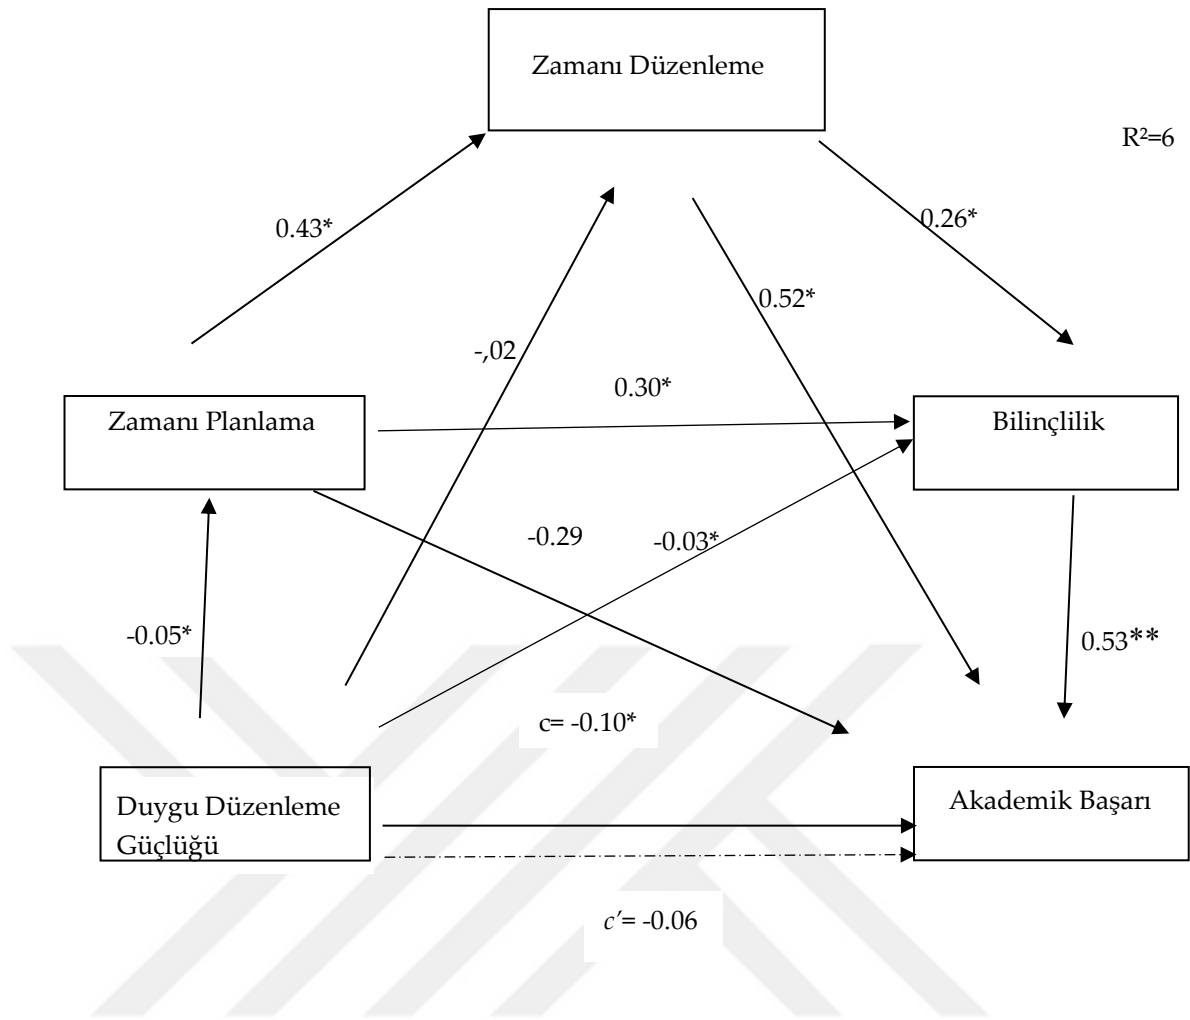 Zamanı Düzenleme
R²=6
0.43*
0.26*
0.52*
-,02
0.30*
Zamanı Planlama
Bilinçlilik
-0.29
-0.03*
-0.05*
0.53**
c= -0.10*
Duygu Düzenleme
Güçlüğü
Akademik Başarı
c′= -0.06